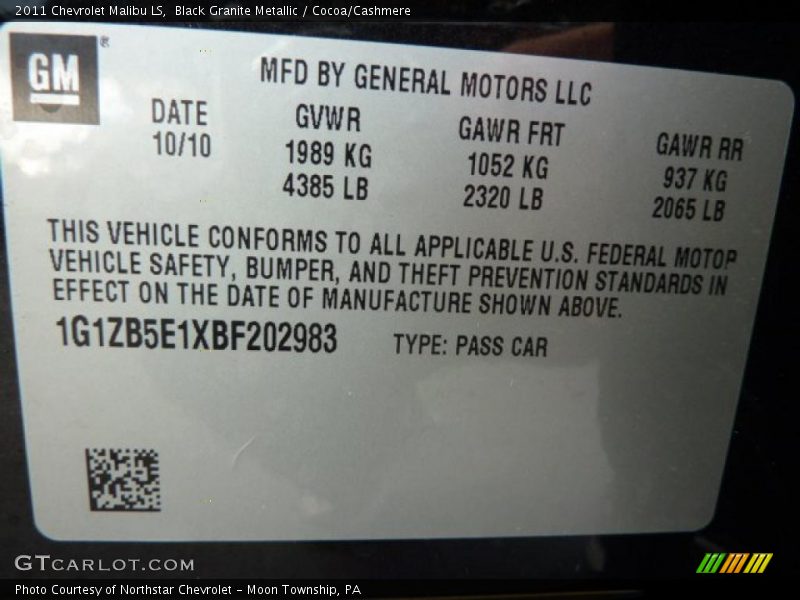 2011 Chevrolet Malibu LS, Black Granite Metallic / Cocoa/Cashmere
GM ®
MFD BY GENERAL MOTORS LLC
DATE GVWR GAWR FRT GAWR RR
10/10 1989 KG 1052 KG 937 KG
4385 LB 2320 LB 2065 LB
THIS VEHICLE CONFORMS TO ALL APPLICABLE U.S. FEDERAL MOTOR
VEHICLE SAFETY, BUMPER, AND THEFT PREVENTION STANDARDS IN
EFFECT ON THE DATE OF MANUFACTURE SHOWN ABOVE.
1G1ZB5E1XBF202983 TYPE: PASS CAR
GTCARLOT.COM
Photo Courtesy of Northstar Chevrolet - Moon Township, PA